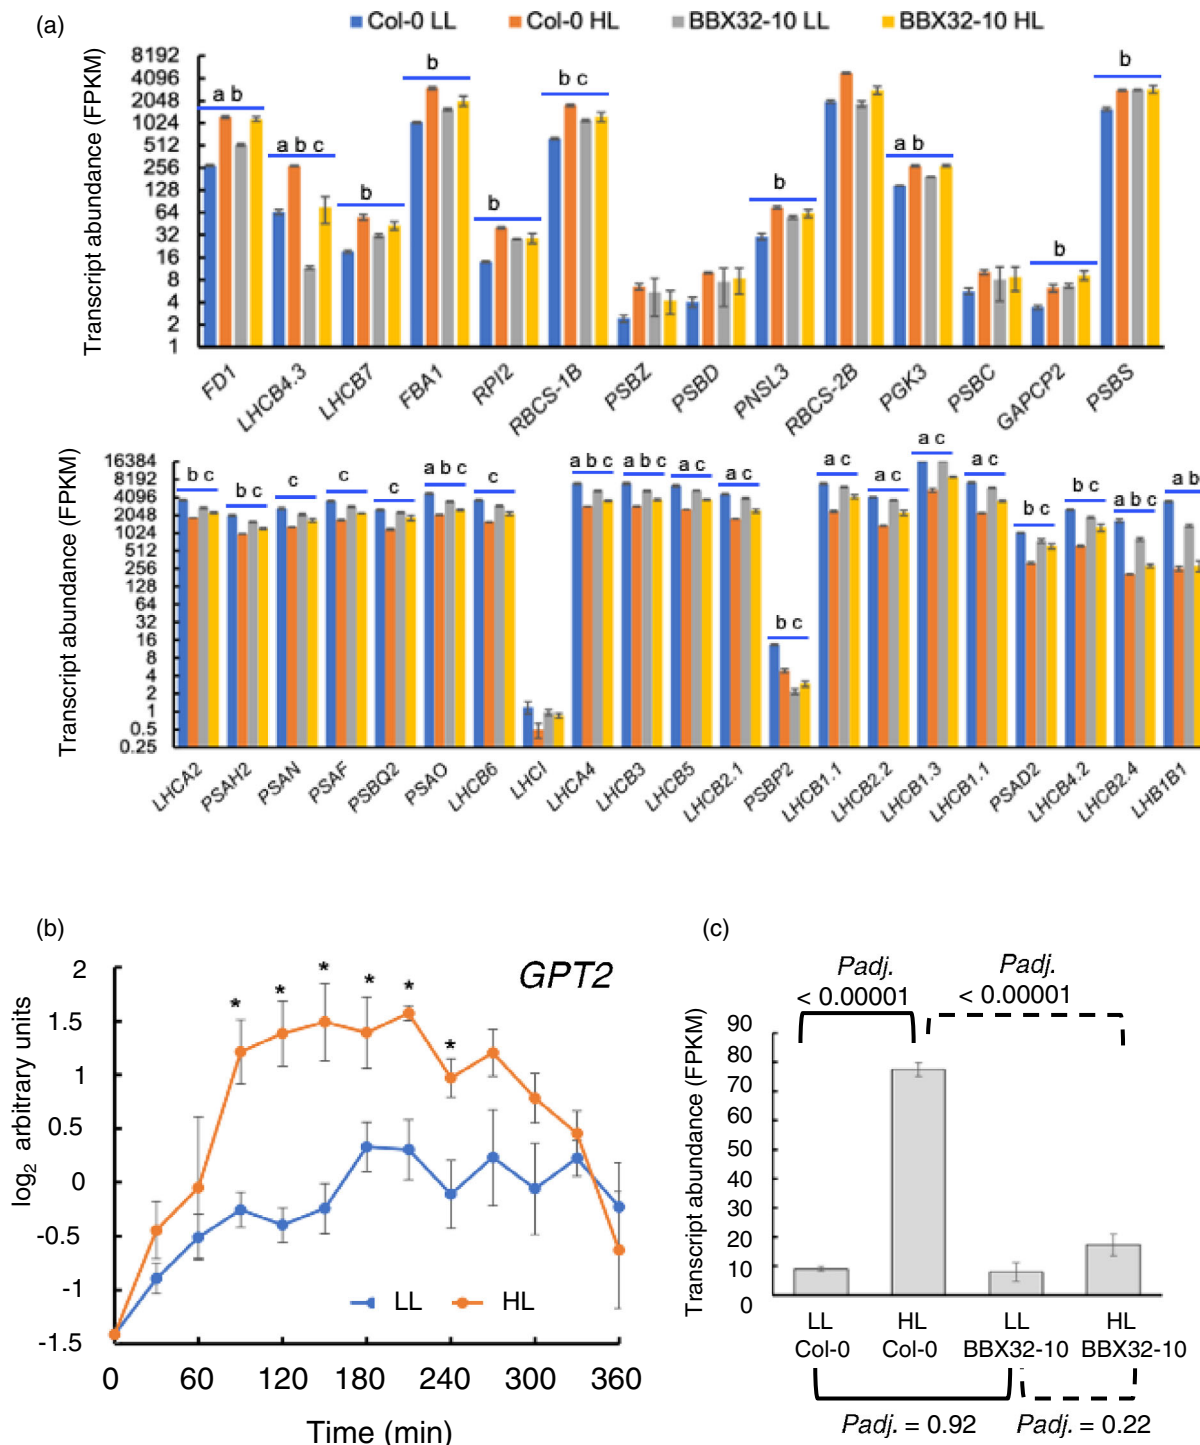 (a)
Col-0 LL Col-0 HL BBX32-10 LL BBX32-10 HL
Transcript abundance (FPKM)
8192
4096
2048
1024
512
256
128
64
32
16
8
4
2
1
a b
a b c
b
b
b
b c
b
a b
b
b
FD1
LHCB4.3
LHCB7
FBA1
RPI2
RBCS-1B
PSBZ
PSBD
PNSL3
RBCS-2B
PGK3
PSBC
GAPCP2
PSBS
Transcript abundance (FPKM)
16384
8192
4096
2048
1024
512
256
128
64
32
16
8
4
2
1
0.5
0.25
b c
b c
c
c
c
a b c
c
a b c
a b c
a c
a c
b c
a c
a c
a c
a c
b c
b c
a b c
a b
LHCA2
PSAH2
PSAN
PSAF
PSBQ2
PSAO
LHCB6
LHCI
LHCA4
LHCB3
LHCB5
LHCB2.1
PSBP2
LHCB1.1
LHCB2.2
LHCB1.3
LHCB1.1
PSAD2
LHCB4.2
LHCB2.4
LHB1B1
(b)
GPT2
log2 arbitrary units
2
1.5
1
0.5
0
-0.5
-1
-1.5
* * * * * *
LL HL
0 60 120 180 240 300 360
Time (min)
(c)
Padj. Padj.
< 0.00001 < 0.00001
Transcript abundance (FPKM)
90
80
70
60
50
40
30
20
10
0
LL HL LL HL
Col-0 Col-0 BBX32-10 BBX32-10
Padj. = 0.92 Padj. = 0.22